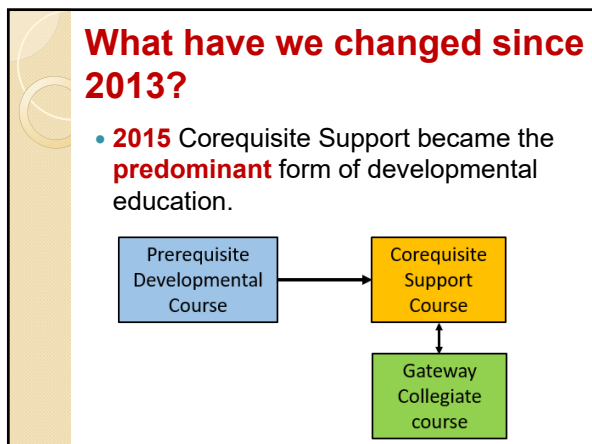 What have we changed since
2013?
• 2015 Corequisite Support became the
predominant form of developmental
education.
Prerequisite
Developmental
Course
Corequisite
Support
Course
Gateway
Collegiate
course